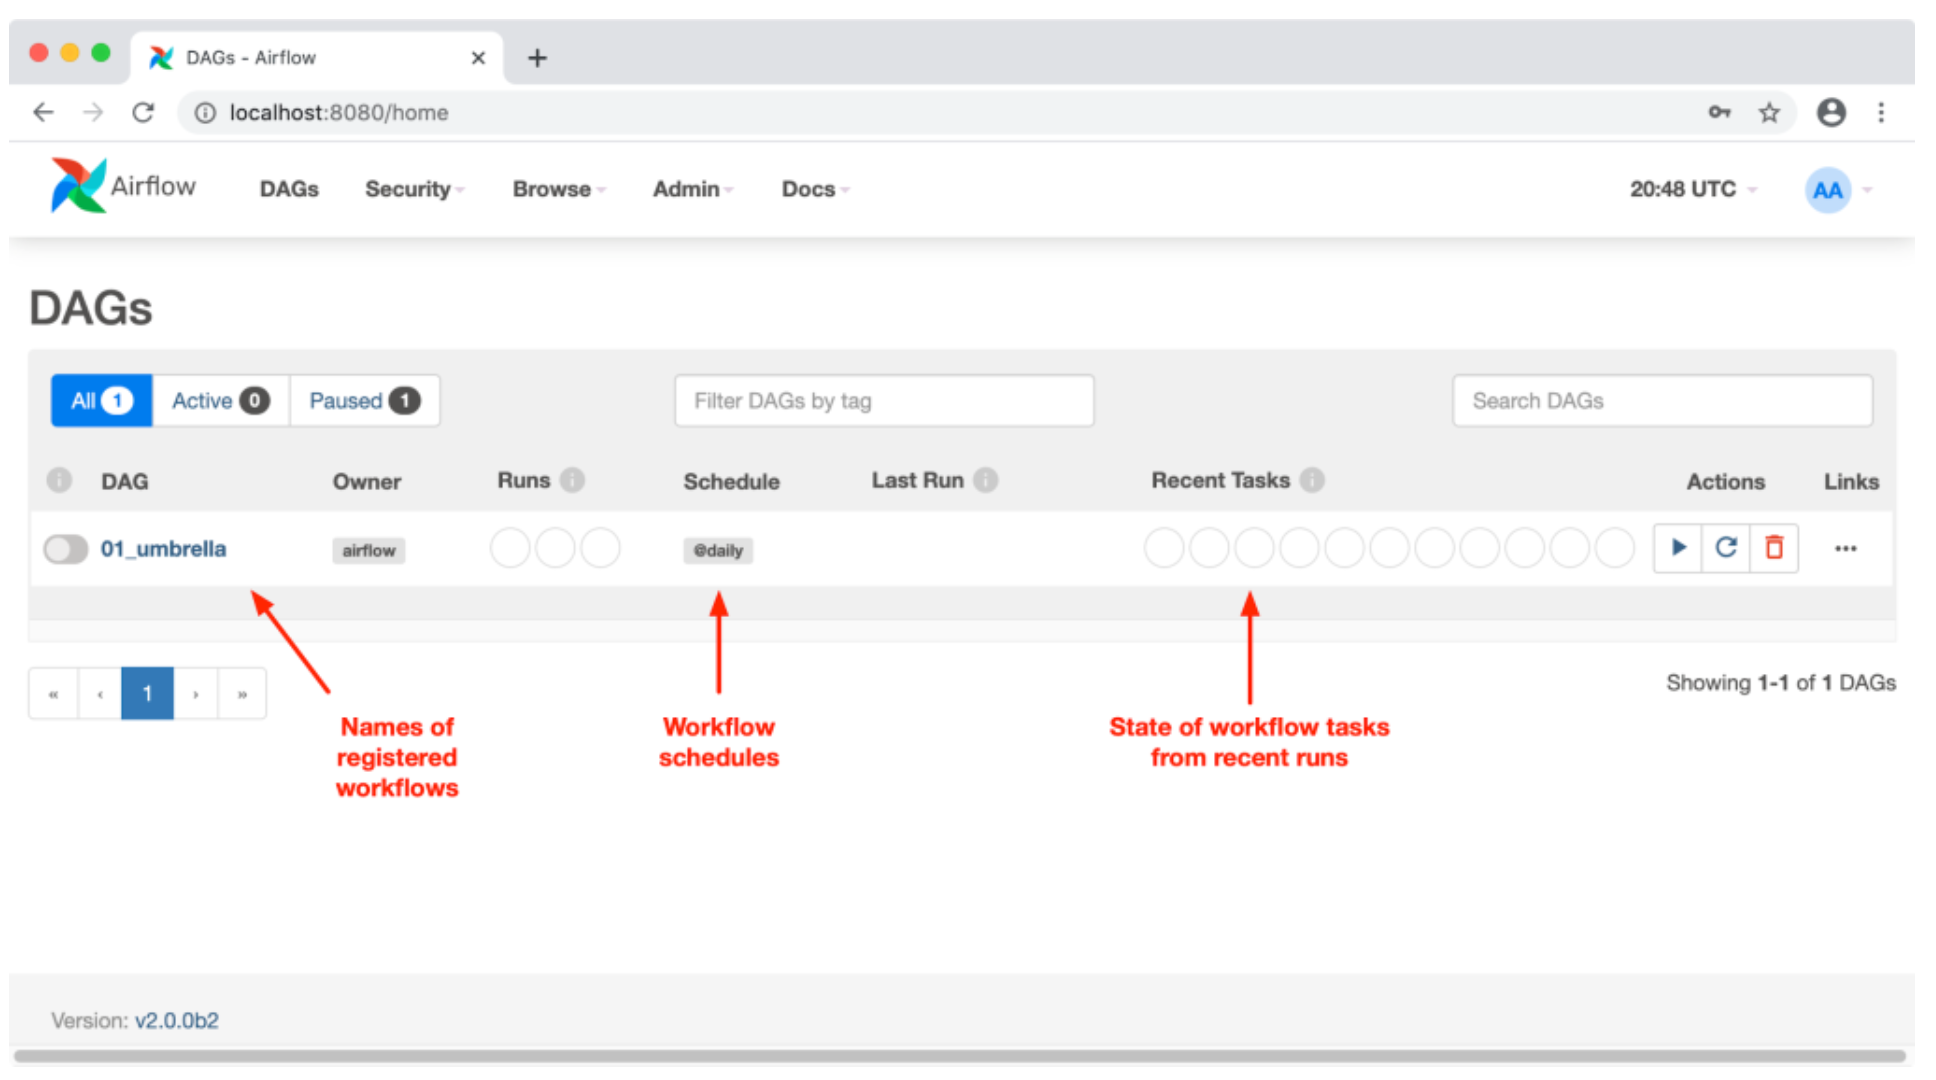 DAGs - Airflow
localhost:8080/home
Airflow DAGs Security Browse Admin Docs 20:48 UTC AA
DAGs
All 1 Active 0 Paused 1 Filter DAGs by tag Search DAGs
DAG Owner Runs Schedule Last Run Recent Tasks Actions Links
01_umbrella airflow @daily
« ‹ 1 › » Showing 1-1 of 1 DAGs
Names of
registered
workflows
Workflow
schedules
State of workflow tasks
from recent runs
Version: v2.0.0b2